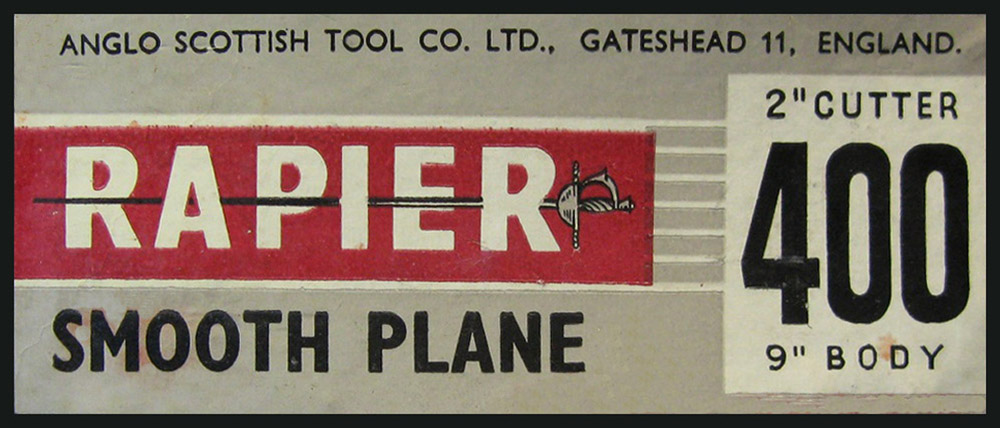 ANGLO SCOTTISH TOOL CO. LTD., GATESHEAD 11, ENGLAND.
RAPIER
SMOOTH PLANE
2" CUTTER
400
9" BODY